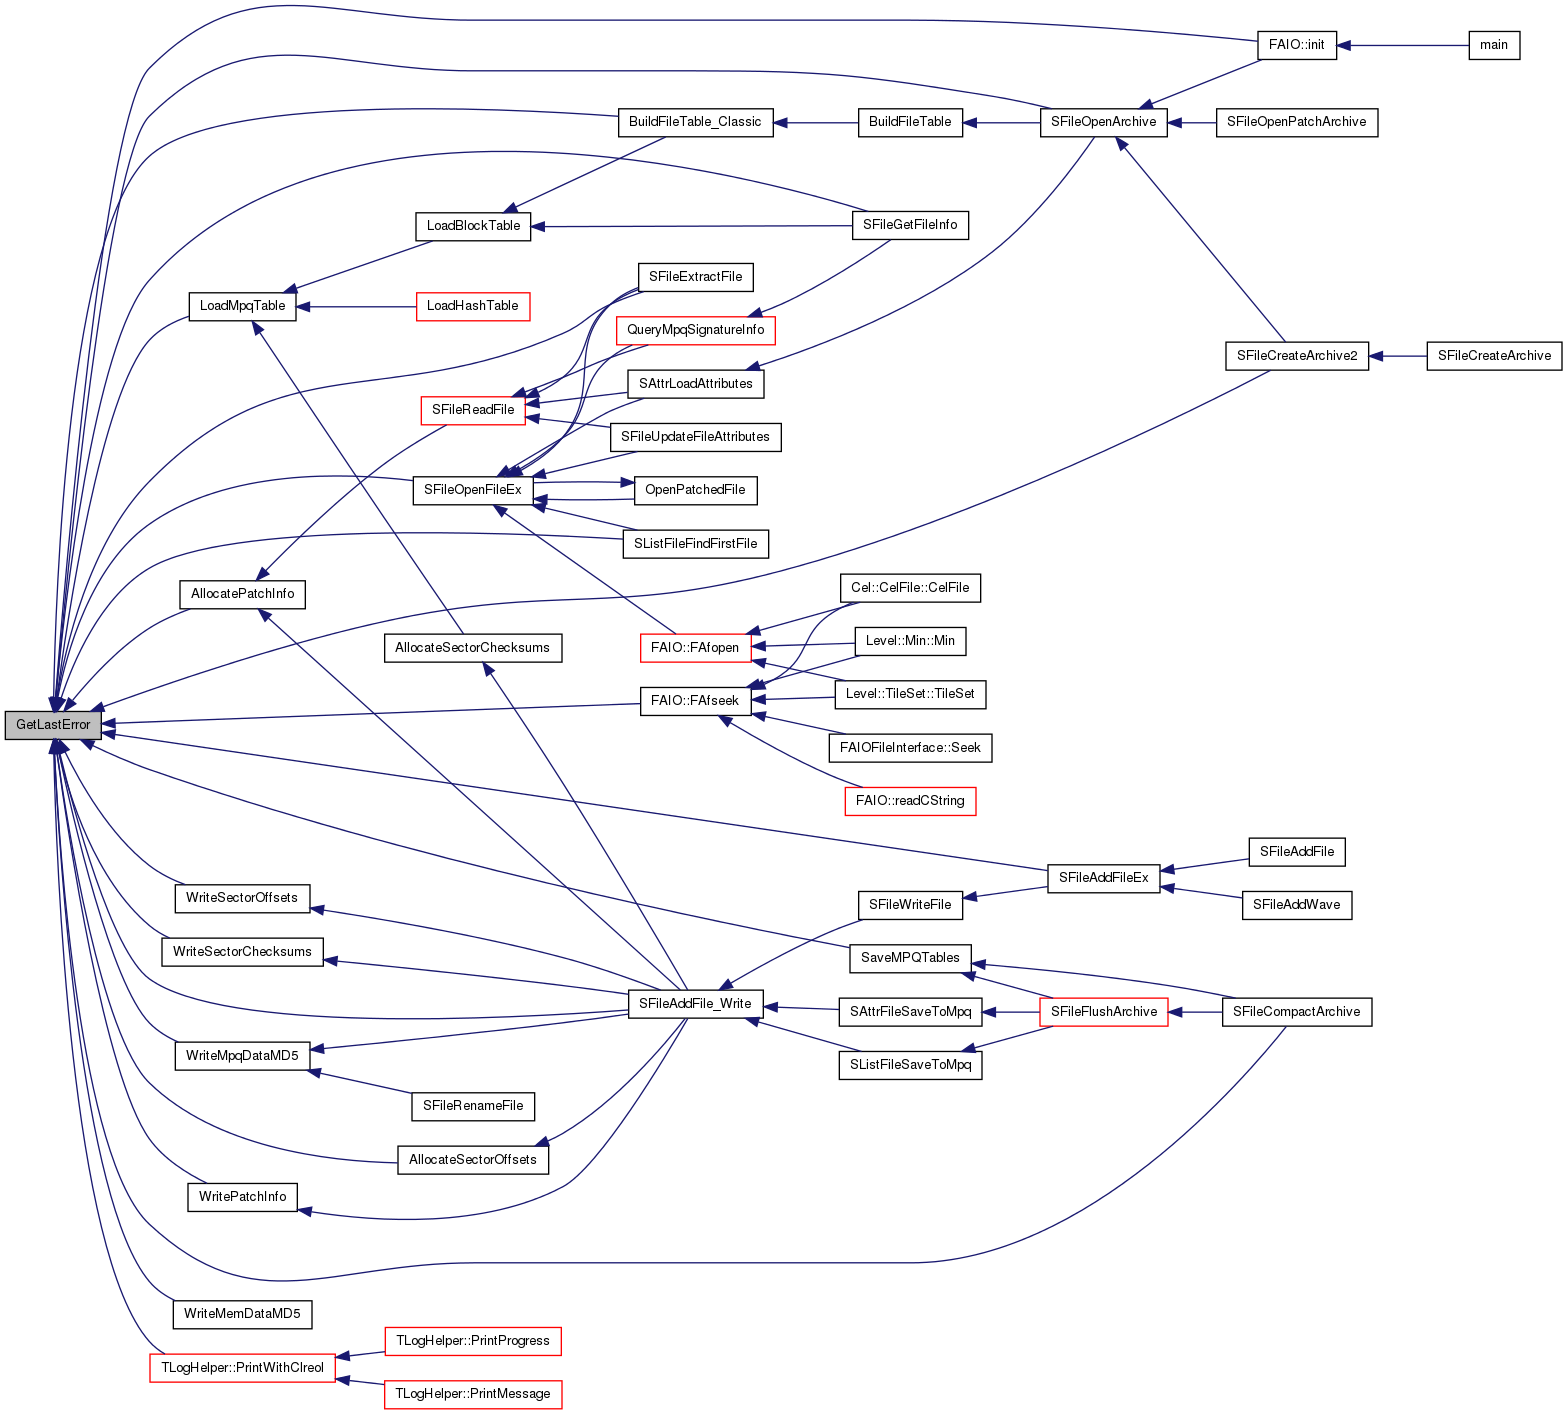 FAIO::init
main
BuildFileTable_Classic
BuildFileTable
SFileOpenArchive
SFileOpenPatchArchive
LoadBlockTable
SFileGetFileInfo
SFileExtractFile
LoadMpqTable
LoadHashTable
QueryMpqSignatureInfo
SFileCreateArchive2
SFileCreateArchive
SAttrLoadAttributes
SFileReadFile
SFileUpdateFileAttributes
SFileOpenFileEx
OpenPatchedFile
SListFileFindFirstFile
AllocatePatchInfo
Cel::CelFile::CelFile
AllocateSectorChecksums
FAIO::FAfopen
Level::Min::Min
FAIO::FAfseek
Level::TileSet::TileSet
GetLastError
FAIOFileInterface::Seek
FAIO::readCString
SFileAddFile
SFileAddFileEx
WriteSectorOffsets
SFileWriteFile
SFileAddWave
WriteSectorChecksums
SaveMPQTables
SFileAddFile_Write
SAttrFileSaveToMpq
SFileFlushArchive
SFileCompactArchive
WriteMpqDataMD5
SListFileSaveToMpq
SFileRenameFile
AllocateSectorOffsets
WritePatchInfo
WriteMemDataMD5
TLogHelper::PrintProgress
TLogHelper::PrintWithClreol
TLogHelper::PrintMessage